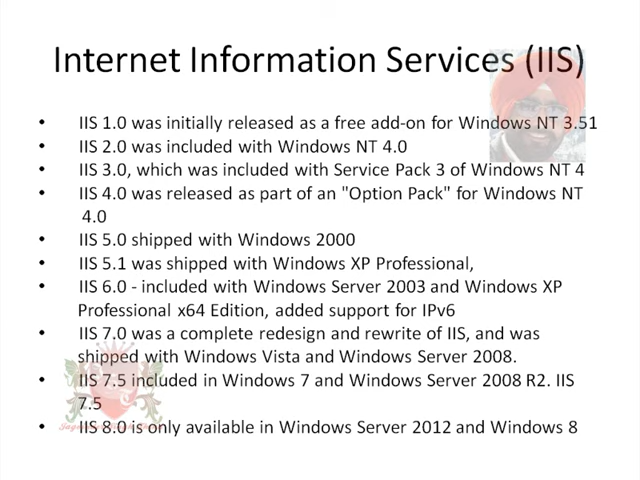 Internet Information Services (IIS)
• IIS 1.0 was initially released as a free add-on for Windows NT 3.51
• IIS 2.0 was included with Windows NT 4.0
• IIS 3.0, which was included with Service Pack 3 of Windows NT 4
• IIS 4.0 was released as part of an "Option Pack" for Windows NT
4.0
• IIS 5.0 shipped with Windows 2000
• IIS 5.1 was shipped with Windows XP Professional,
• IIS 6.0 - included with Windows Server 2003 and Windows XP
Professional x64 Edition, added support for IPv6
• IIS 7.0 was a complete redesign and rewrite of IIS, and was
shipped with Windows Vista and Windows Server 2008.
• IIS 7.5 included in Windows 7 and Windows Server 2008 R2. IIS
7.5
• IIS 8.0 is only available in Windows Server 2012 and Windows 8